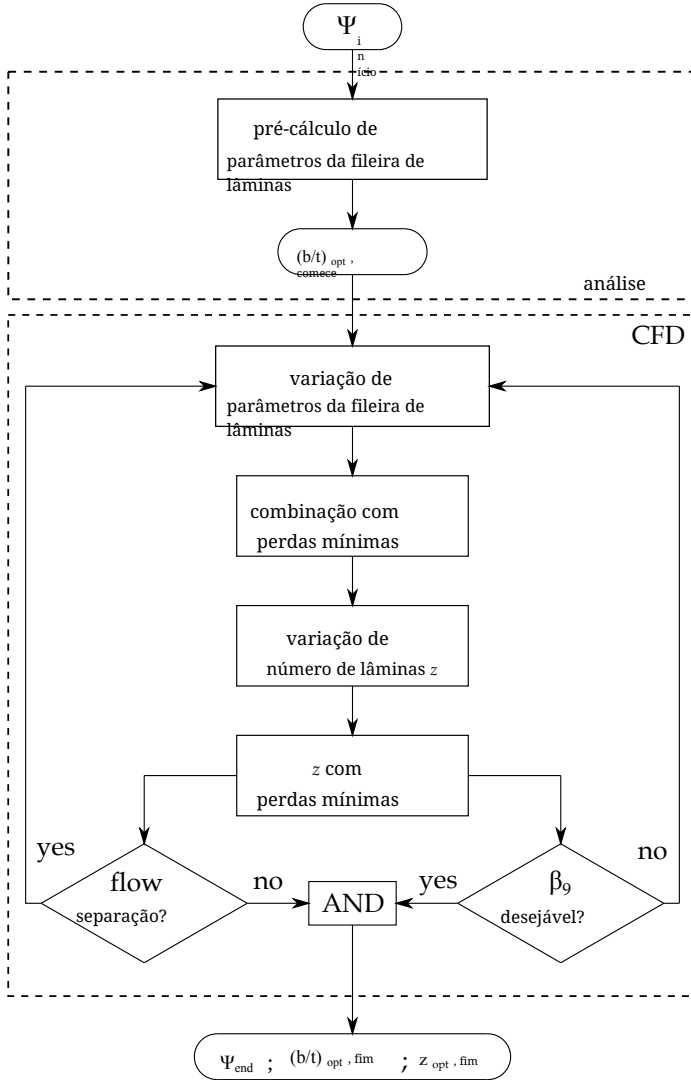 Ψ i
n
ício
pré-cálculo de
parâmetros da fileira de
lâminas
(b/t) opt ,
comece
análise
CFD
variação de
parâmetros da fileira de
lâminas
combinação com
perdas mínimas
variação de
número de lâminas z
z com
perdas mínimas
yes
no
flow
separação?
no
AND
yes
β9
desejável?
Ψend ; (b/t) opt , fim ; z opt , fim